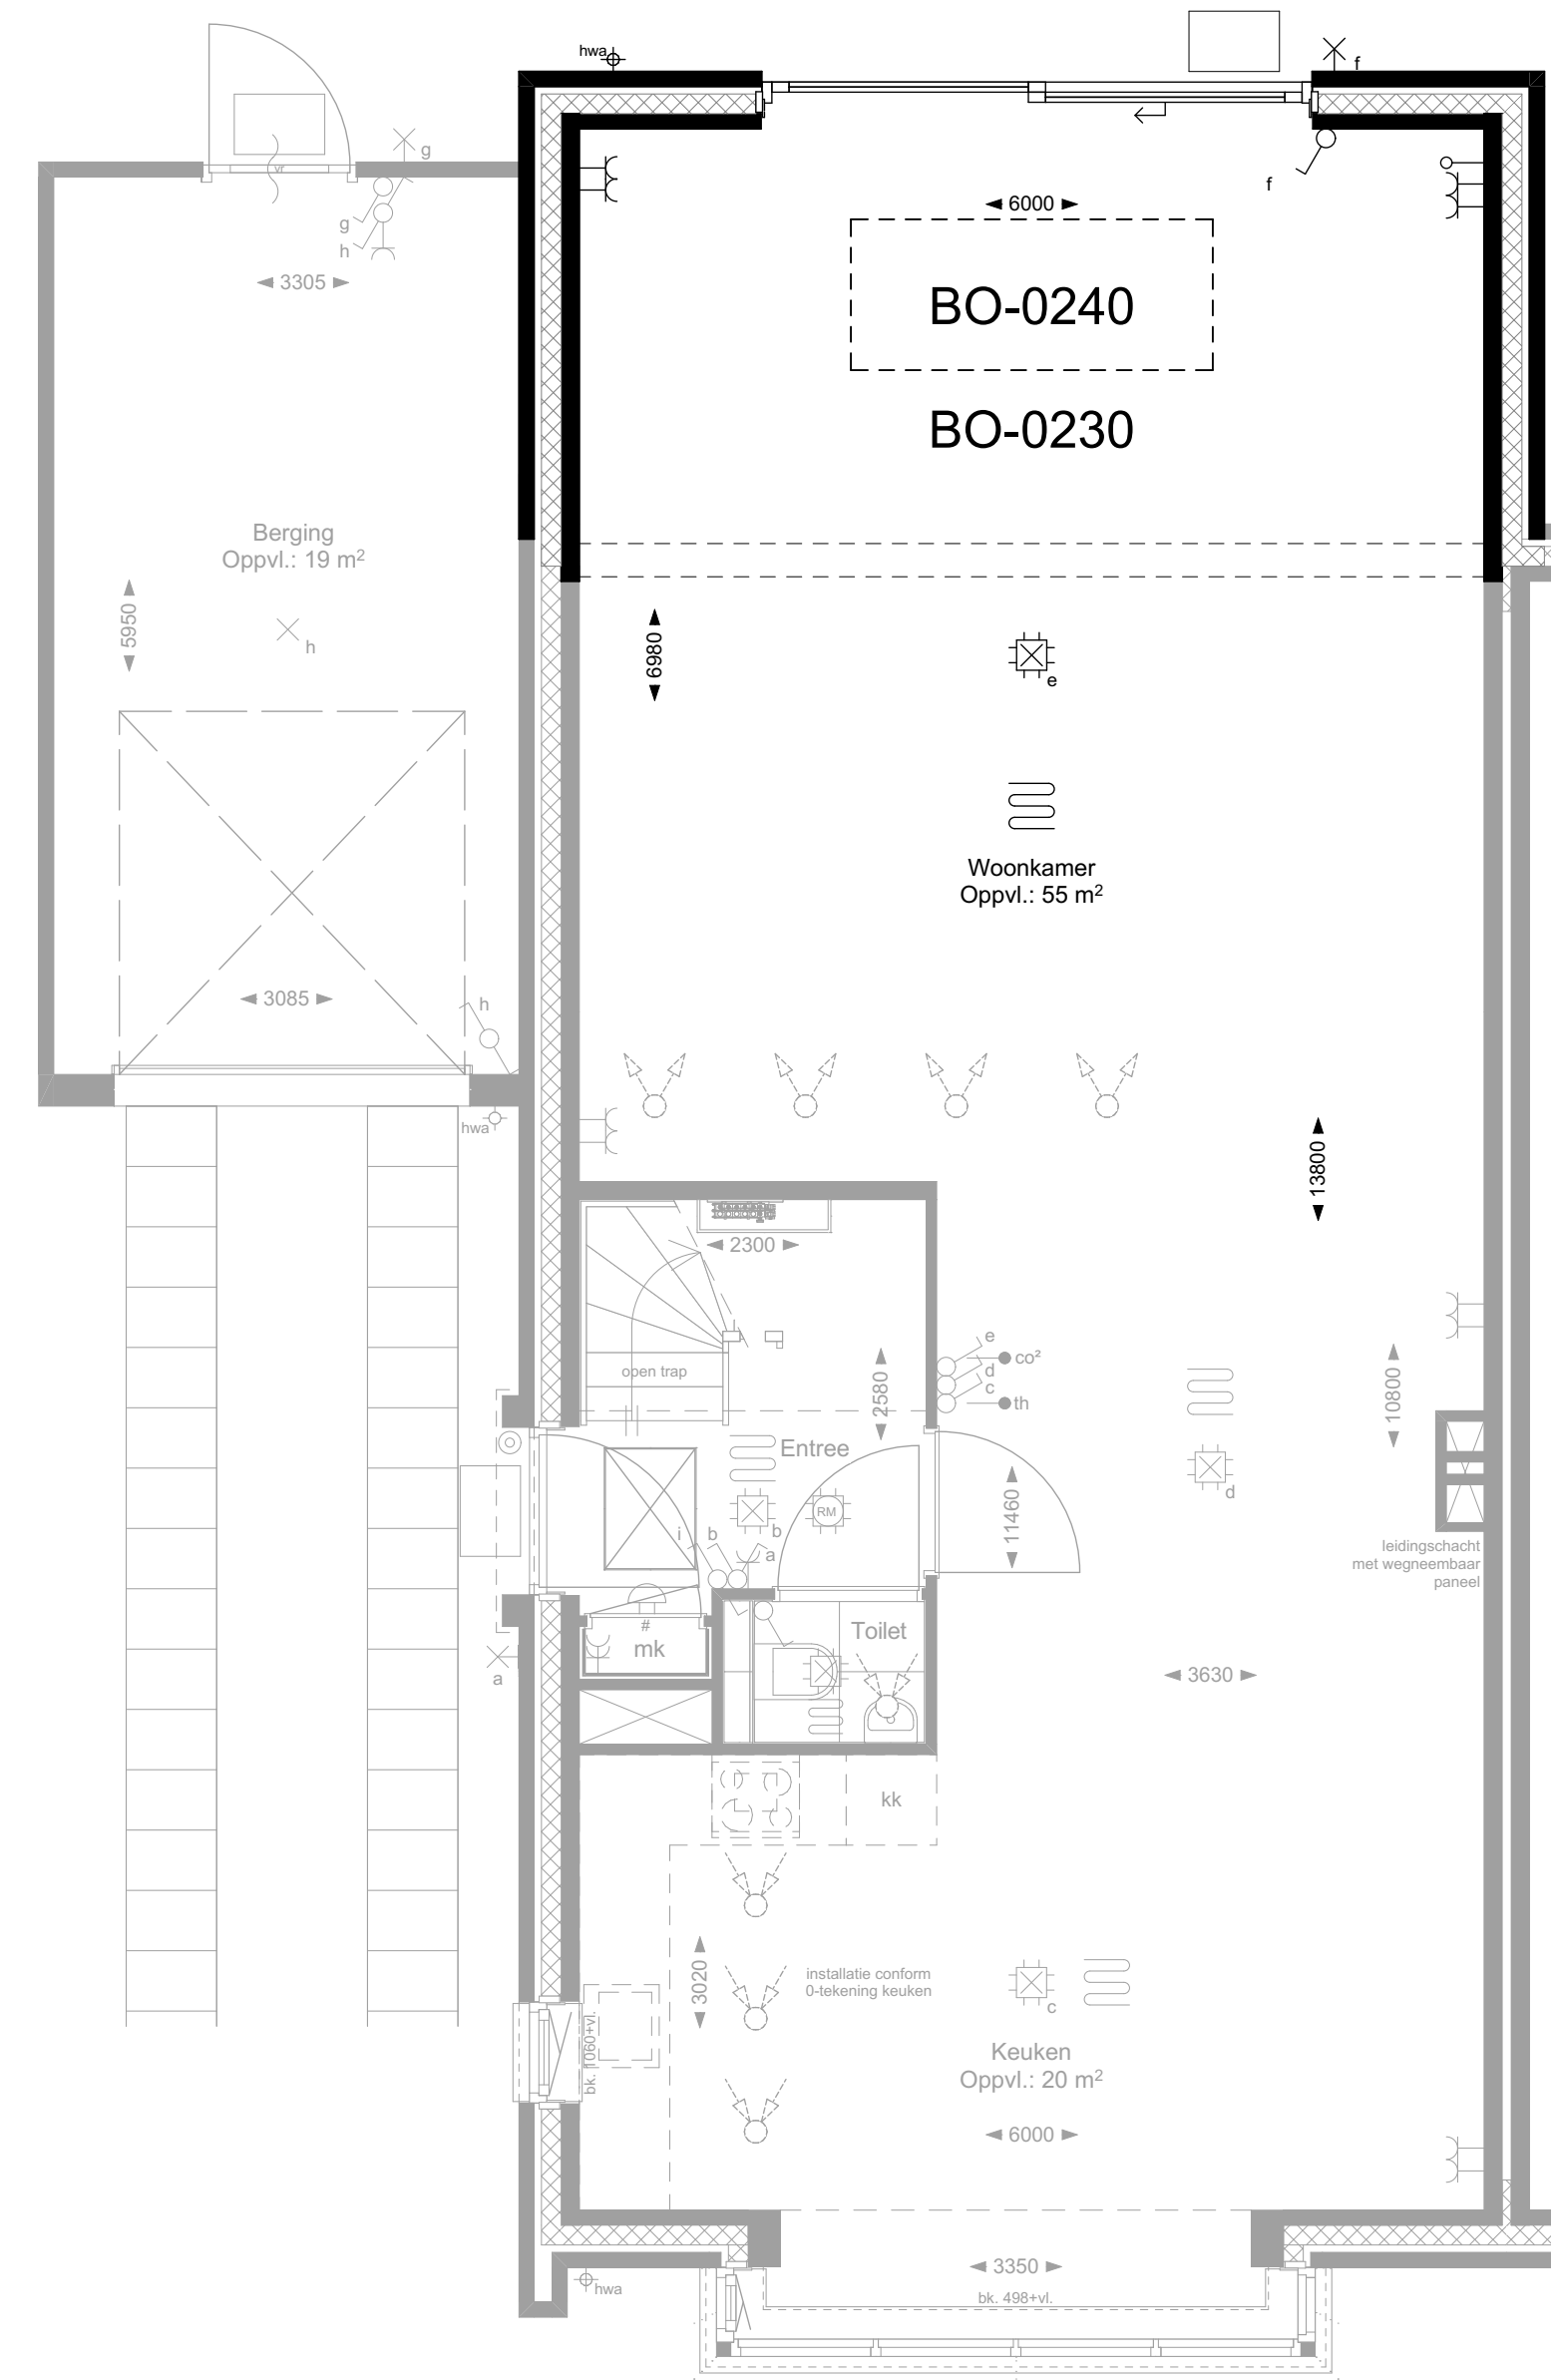 hwa
f
g
vr
g
h
3305
f
6000
BO-0240
BO-0230
Berging
Oppvl.: 19 m²
5950
h
6980
e
Woonkamer
Oppvl.: 55 m²
3085
h
hwa
13800
2300
open trap
2580
e
d
c
co²
th
10800
Entree
11460
d
RM
i
b
b
a
leidingschacht
met wegneembaar
paneel
#
mk
Toilet
a
3630
kk
3020
installatie conform
0-tekening keuken
c
bk. 1060+vl.
Keuken
Oppvl.: 20 m²
6000
3350
hwa
bk. 498+vl.